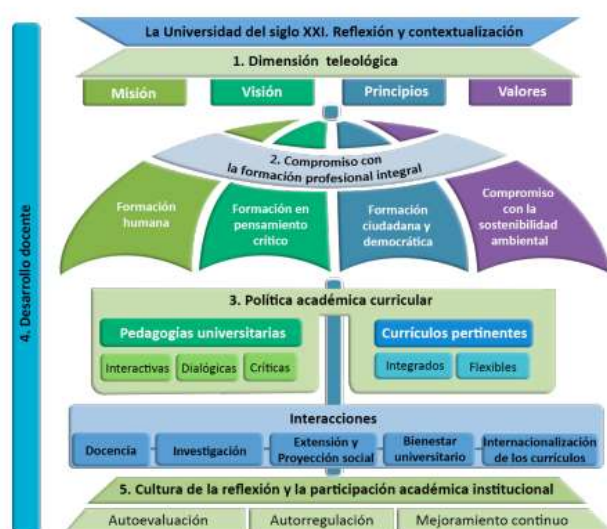 La Universidad del siglo XXI. Reflexión y contextualización
1. Dimensión teleológica
Misión
Visión
Principios
Valores
2. Compromiso con
la formación profesional integral
Formación
humana
Formación en
pensamiento
crítico
Formación
ciudadana y
democrática
Compromiso
con la
sostenibilidad
ambiental
3. Política académica curricular
Pedagogías universitarias
Interactivas
Dialógicas
Críticas
Currículos pertinentes
Integrados
Flexibles
Interacciones
Docencia
Investigación
Extensión y
Proyección social
Bienestar
universitario
Internacionalización
de los currículos
5. Cultura de la reflexión y la participación académica institucional
Autoevaluación
Autorregulación
Mejoramiento continuo
4. Desarrollo docente